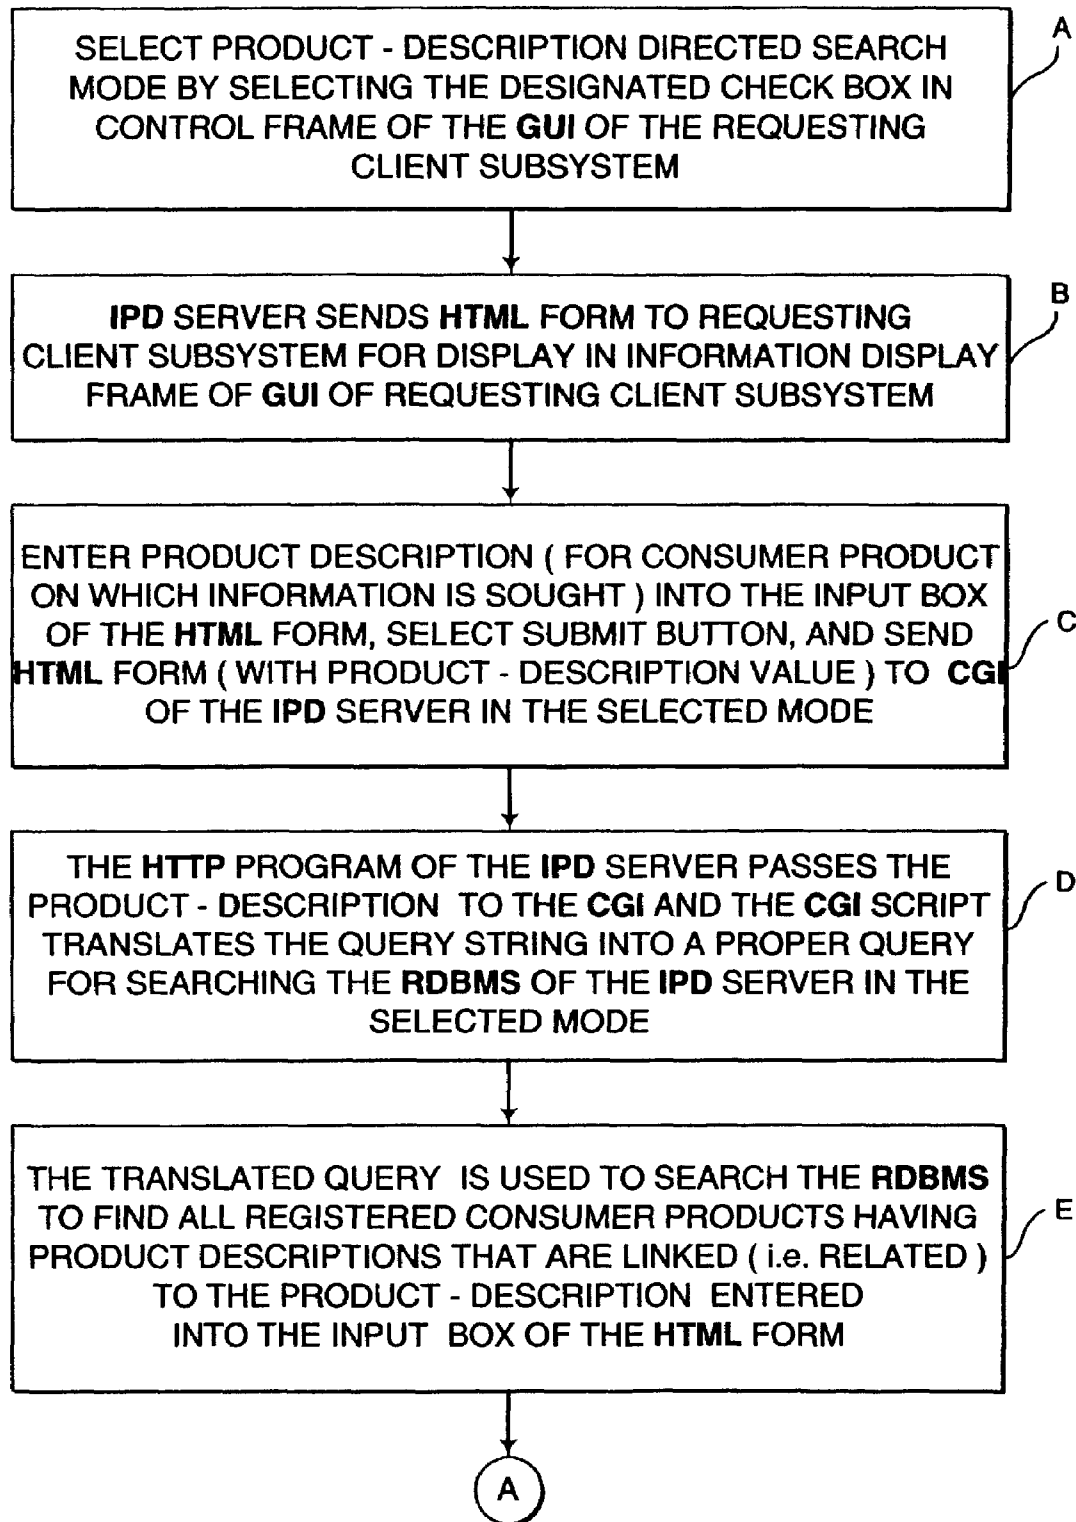 SELECT PRODUCT - DESCRIPTION DIRECTED SEARCH
MODE BY SELECTING THE DESIGNATED CHECK BOX IN
CONTROL FRAME OF THE GUI OF THE REQUESTING
CLIENT SUBSYSTEM
A
IPD SERVER SENDS HTML FORM TO REQUESTING
CLIENT SUBSYSTEM FOR DISPLAY IN INFORMATION DISPLAY
FRAME OF GUI OF REQUESTING CLIENT SUBSYSTEM
B
ENTER PRODUCT DESCRIPTION ( FOR CONSUMER PRODUCT
ON WHICH INFORMATION IS SOUGHT ) INTO THE INPUT BOX
OF THE HTML FORM, SELECT SUBMIT BUTTON, AND SEND
HTML FORM ( WITH PRODUCT - DESCRIPTION VALUE ) TO CGI
OF THE IPD SERVER IN THE SELECTED MODE
C
THE HTTP PROGRAM OF THE IPD SERVER PASSES THE
PRODUCT - DESCRIPTION TO THE CGI AND THE CGI SCRIPT
TRANSLATES THE QUERY STRING INTO A PROPER QUERY
FOR SEARCHING THE RDBMS OF THE IPD SERVER IN THE
SELECTED MODE
D
THE TRANSLATED QUERY IS USED TO SEARCH THE RDBMS
TO FIND ALL REGISTERED CONSUMER PRODUCTS HAVING
PRODUCT DESCRIPTIONS THAT ARE LINKED ( i.e. RELATED )
TO THE PRODUCT - DESCRIPTION ENTERED
INTO THE INPUT BOX OF THE HTML FORM
E
A